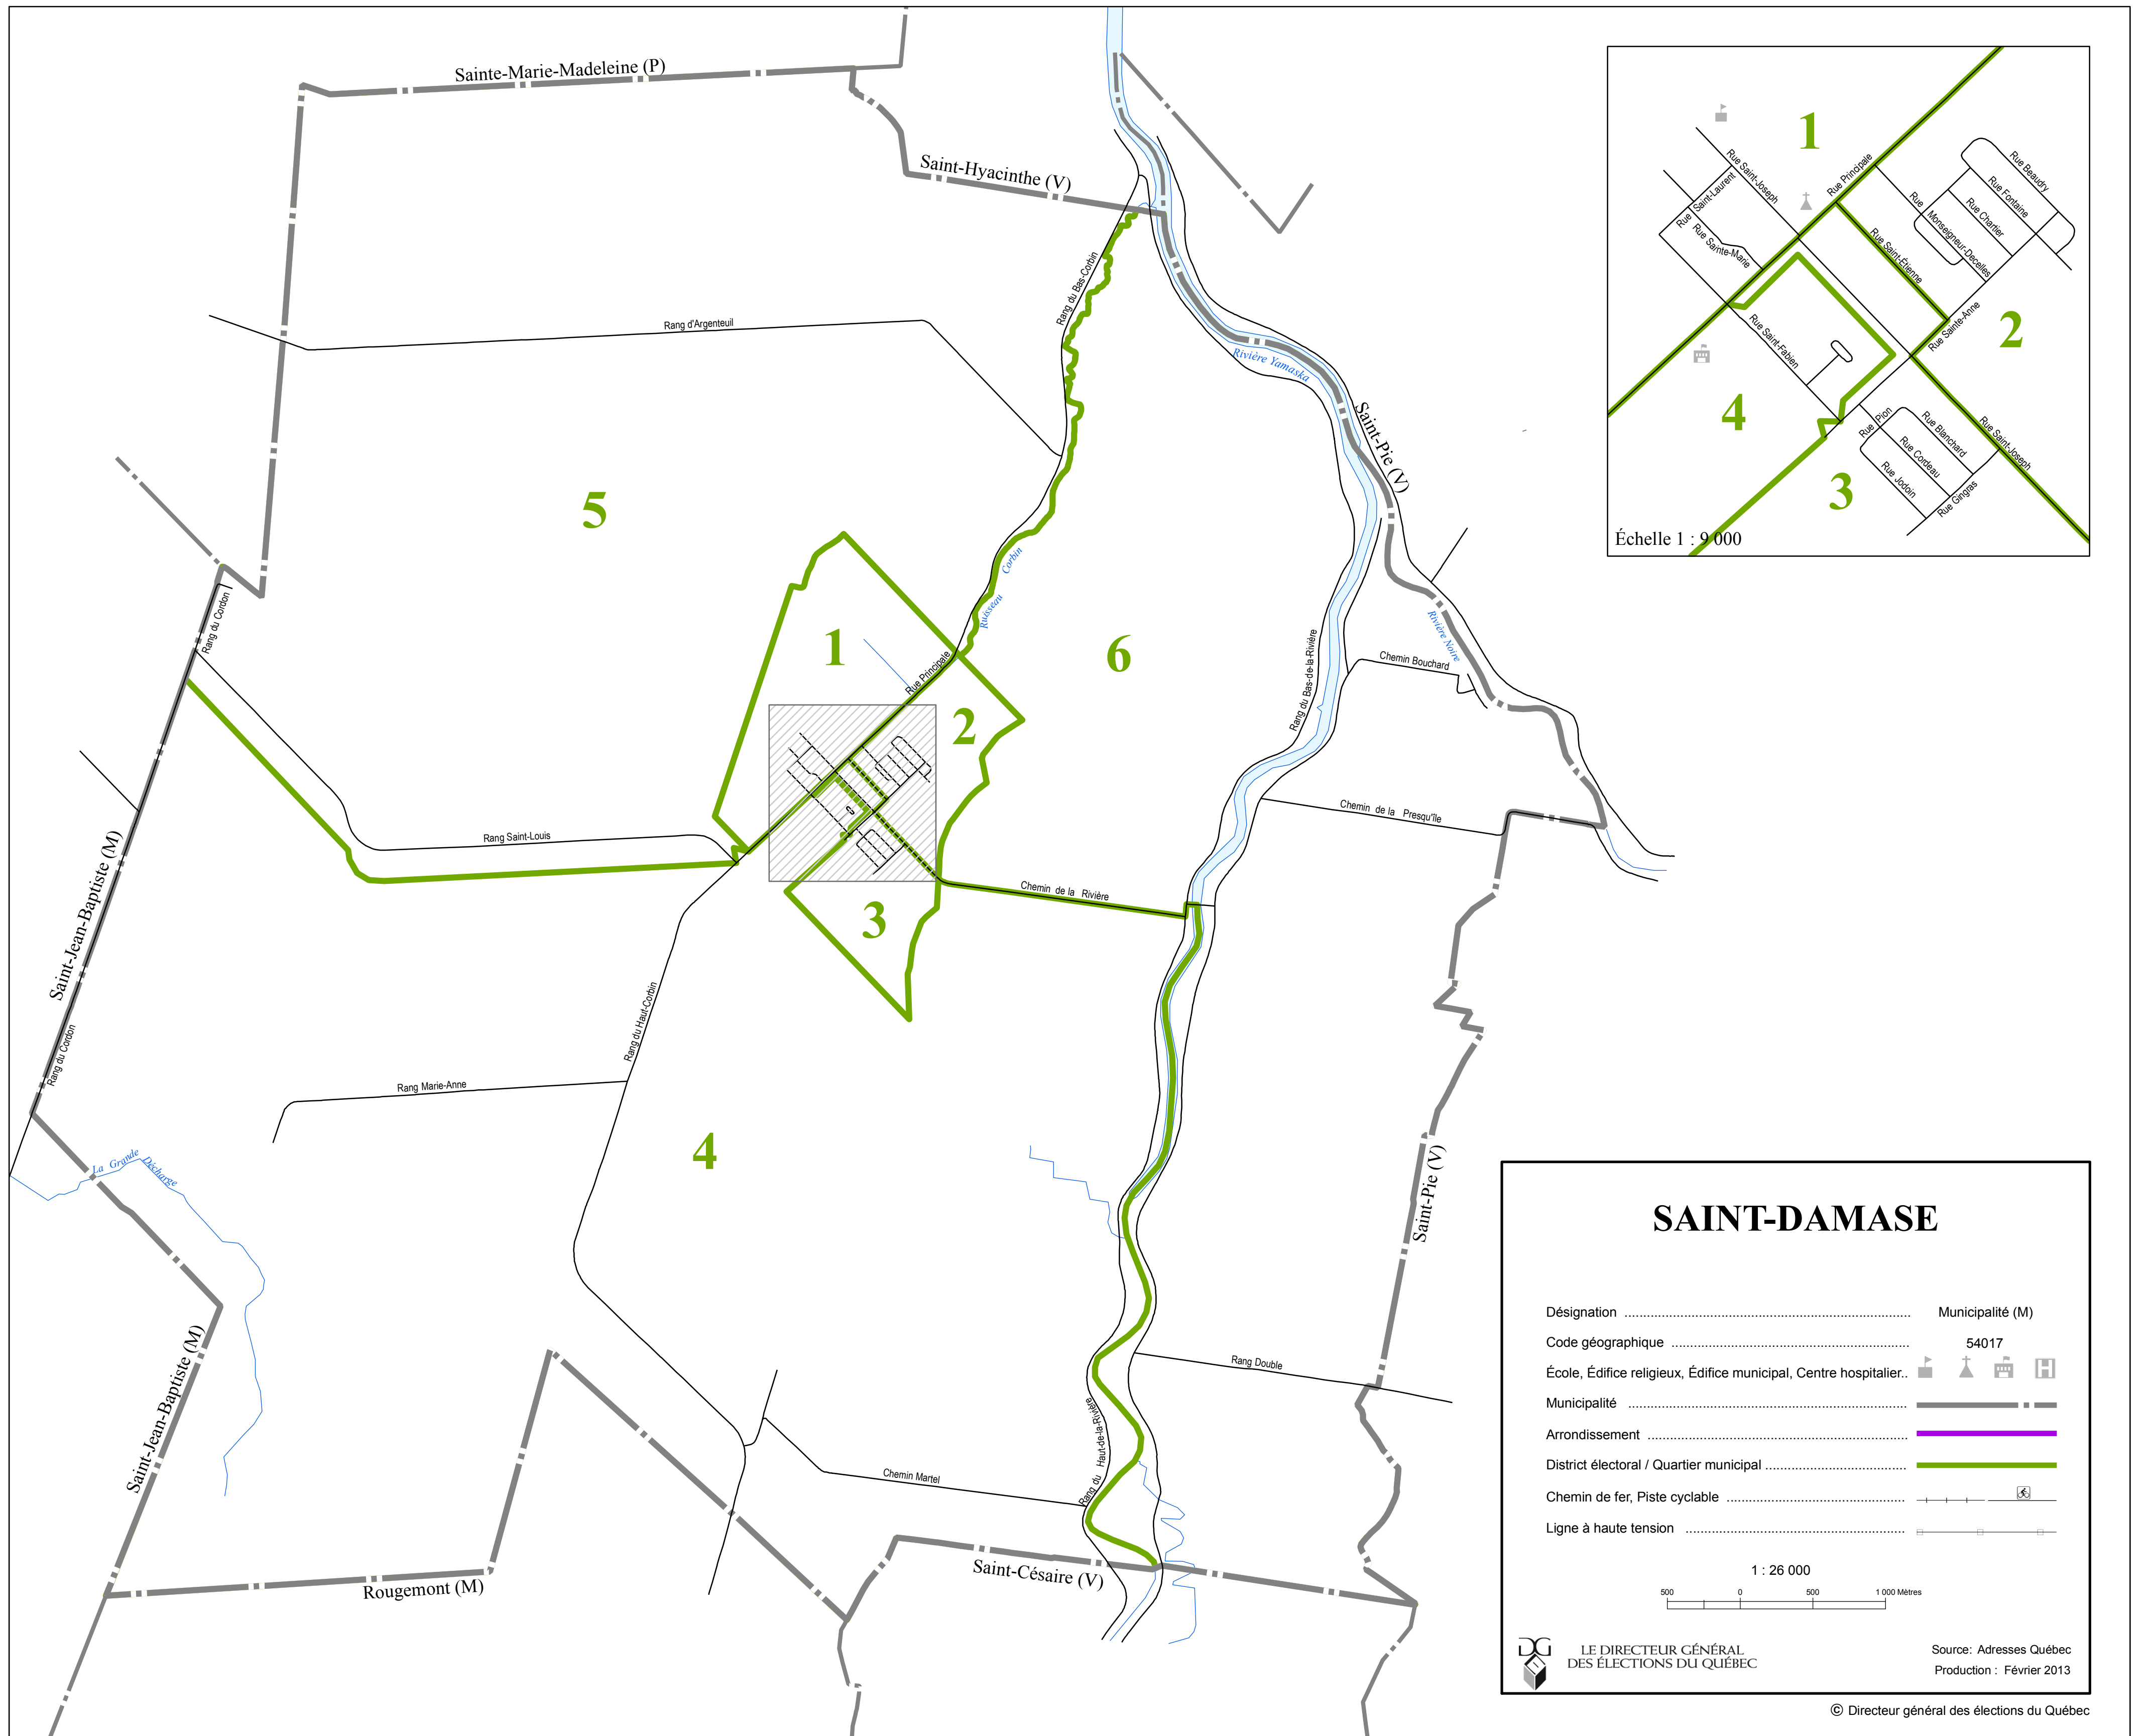 Sainte-Marie-Madeleine (P)
Saint-Hyacinthe (V)
Rang du Bas-Corbin
Rang d'Argenteuil
Rivière Yamaska
Saint-Pie (V)
5
Ruisseau Corbin
Rang du Cordon
1
Rue Principale
2
6
Rang du Bas-de-la-Rivière
Rivière Noire
Chemin Bouchard
Chemin de la Presqu'île
Rang Saint-Louis
Chemin de la Rivière
3
Saint-Jean-Baptiste (M)
Rang du Cordon
Rang du Haut-Corbin
Rang Marie-Anne
4
La Grande Décharge
Saint-Pie (V)
Saint-Jean-Baptiste (M)
Rang Double
Rang du Haut-de-la-Rivière
Chemin Martel
Rougemont (M)
Saint-Césaire (V)
1
Rue Principale
Rue Beaudry
Rue Fontaine
Rue Chartier
Rue Monseigneur-Decelles
Rue Saint-Joseph
Rue Saint-Laurent
Rue Sainte-Marie
Rue Saint-Étienne
Rue Sainte-Anne
2
Rue Saint-Fabien
4
Rue Pion
Rue Blanchard
Rue Cordeau
Rue Jodoin
Rue Gingras
Rue Saint-Joseph
3
Échelle 1 : 9 000
SAINT-DAMASE
Désignation ........ Municipalité (M)
Code géographique ........ 54017
École, Édifice religieux, Édifice municipal, Centre hospitalier..
Municipalité ........
Arrondissement ........
District électoral / Quartier municipal ........
Chemin de fer, Piste cyclable ........
Ligne à haute tension ........
1 : 26 000
500 0 500 1 000 Mètres
DG
LE DIRECTEUR GÉNÉRAL
DES ÉLECTIONS DU QUÉBEC
Source: Adresses Québec
Production : Février 2013
© Directeur général des élections du Québec